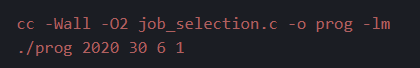 cc -Wall -O2 job_selection.c -o prog -lm
./prog 2020 30 6 1